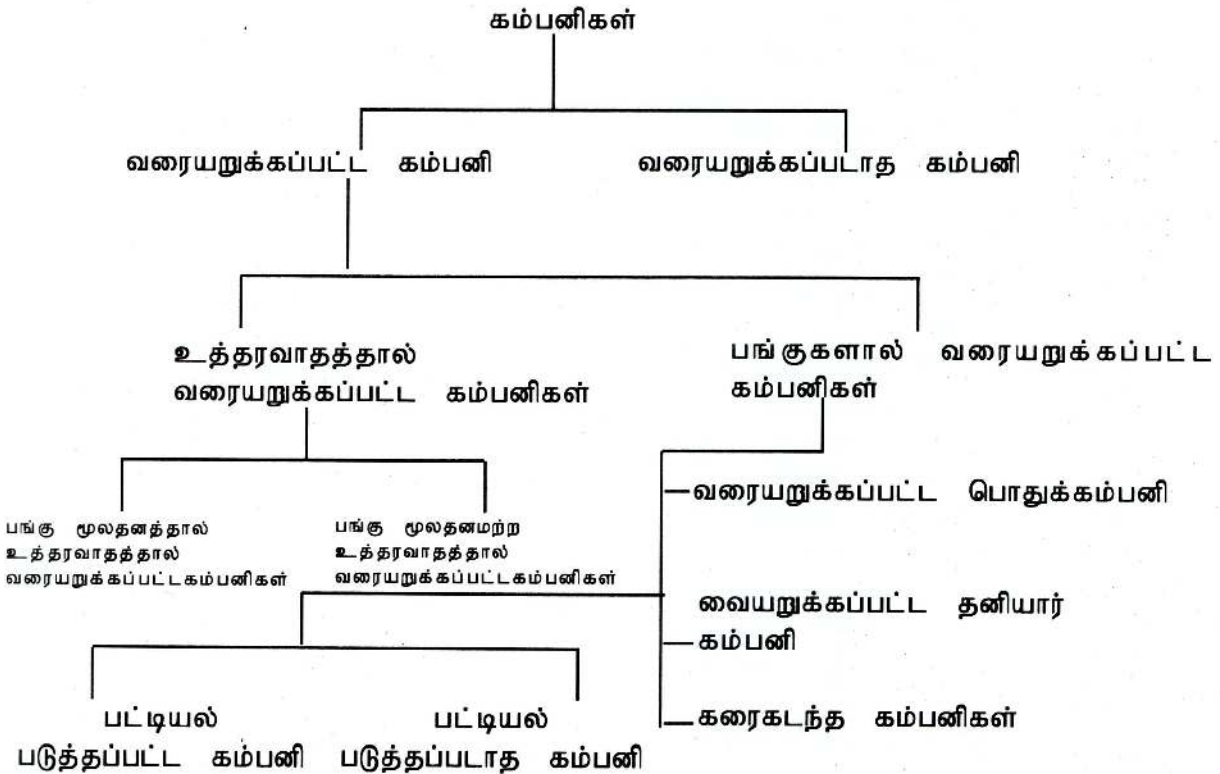 கம்பனிகள்
வரையறுக்கப்பட்ட கம்பனி
வரையறுக்கப்படாத கம்பனி
உத்தரவாதத்தால்
வரையறுக்கப்பட்ட கம்பனிகள்
பங்குகளால் வரையறுக்கப்பட்ட
கம்பனிகள்
பங்கு மூலதனத்தால்
உத்தரவாதத்தால்
வரையறுக்கப்பட்டகம்பனிகள்
பங்கு மூலதனமற்ற
உத்தரவாதத்தால்
வரையறுக்கப்பட்டகம்பனிகள்
வரையறுக்கப்பட்ட பொதுக்கம்பனி
வையறுக்கப்பட்ட தனியார்
கம்பனி
கரைகடந்த கம்பனிகள்
பட்டியல்
படுத்தப்பட்ட கம்பனி
பட்டியல்
படுத்தப்படாத கம்பனி